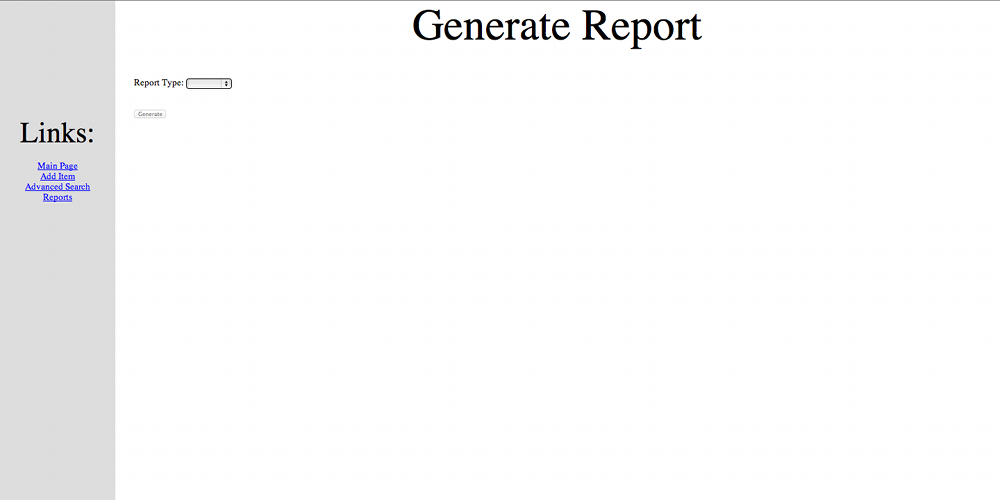 Generate Report
Report Type:
Generate
Links:
Main Page
Add Item
Advanced Search
Reports